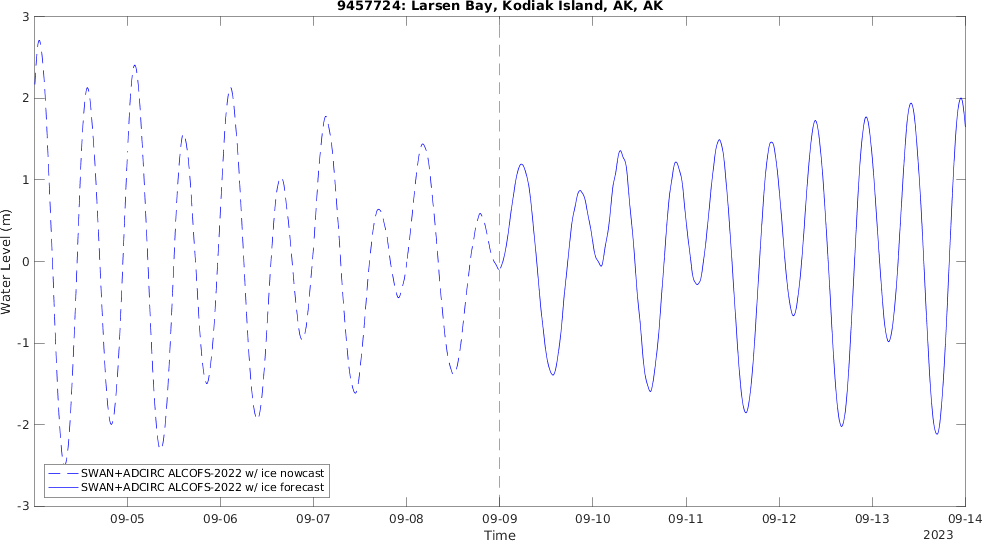 9457724: Larsen Bay, Kodiak Island, AK, AK
3
2
1
0
-1
-2
-3
Water Level (m)
SWAN+ADCIRC ALCOFS-2022 w/ ice nowcast
SWAN+ADCIRC ALCOFS-2022 w/ ice forecast
09-05 09-06 09-07 09-08 09-09 09-10 09-11 09-12 09-13 09-14
Time
2023